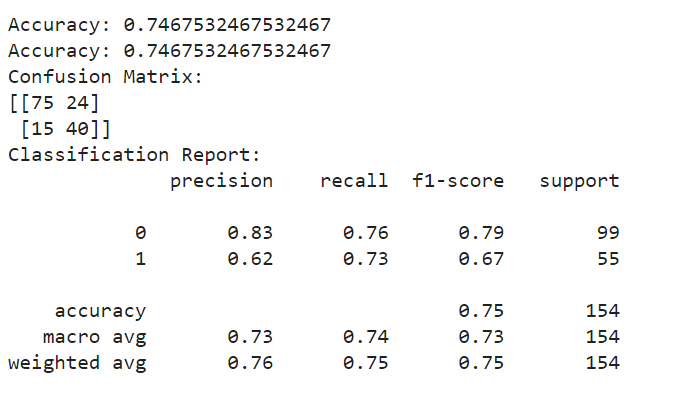 Accuracy: 0.7467532467532467
Accuracy: 0.7467532467532467
Confusion Matrix:
[[75 24]
 [15 40]]
Classification Report:
              precision    recall  f1-score   support

           0       0.83      0.76      0.79        99
           1       0.62      0.73      0.67        55

    accuracy                           0.75       154
   macro avg       0.73      0.74      0.73       154
weighted avg       0.76      0.75      0.75       154